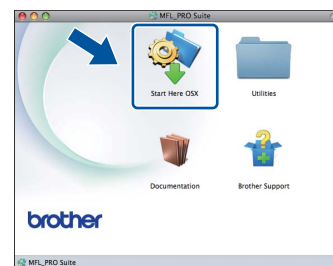 MFL_PRO Suite
Start Here OSX
Utilities
Documentation
Brother Support
brother
MFL_PRO Suite